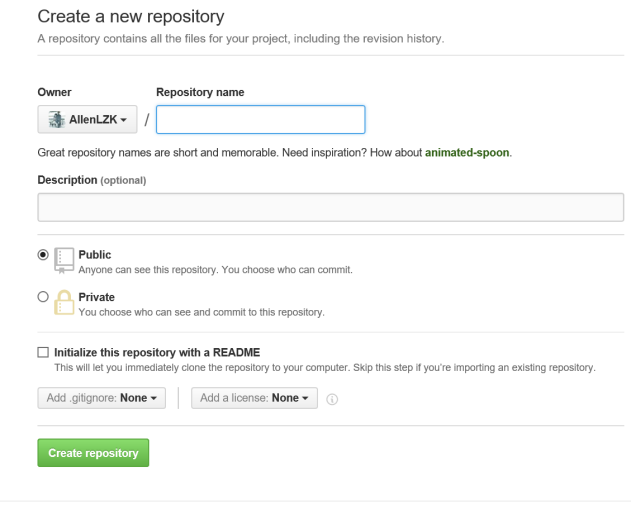 Create a new repository
A repository contains all the files for your project, including the revision history.
Owner
Repository name
AllenLZK
/
Great repository names are short and memorable. Need inspiration? How about animated-spoon.
Description (optional)
Public
Anyone can see this repository. You choose who can commit.
Private
You choose who can see and commit to this repository.
Initialize this repository with a README
This will let you immediately clone the repository to your computer. Skip this step if you're importing an existing repository.
Add .gitignore: None
Add a license: None
Create repository